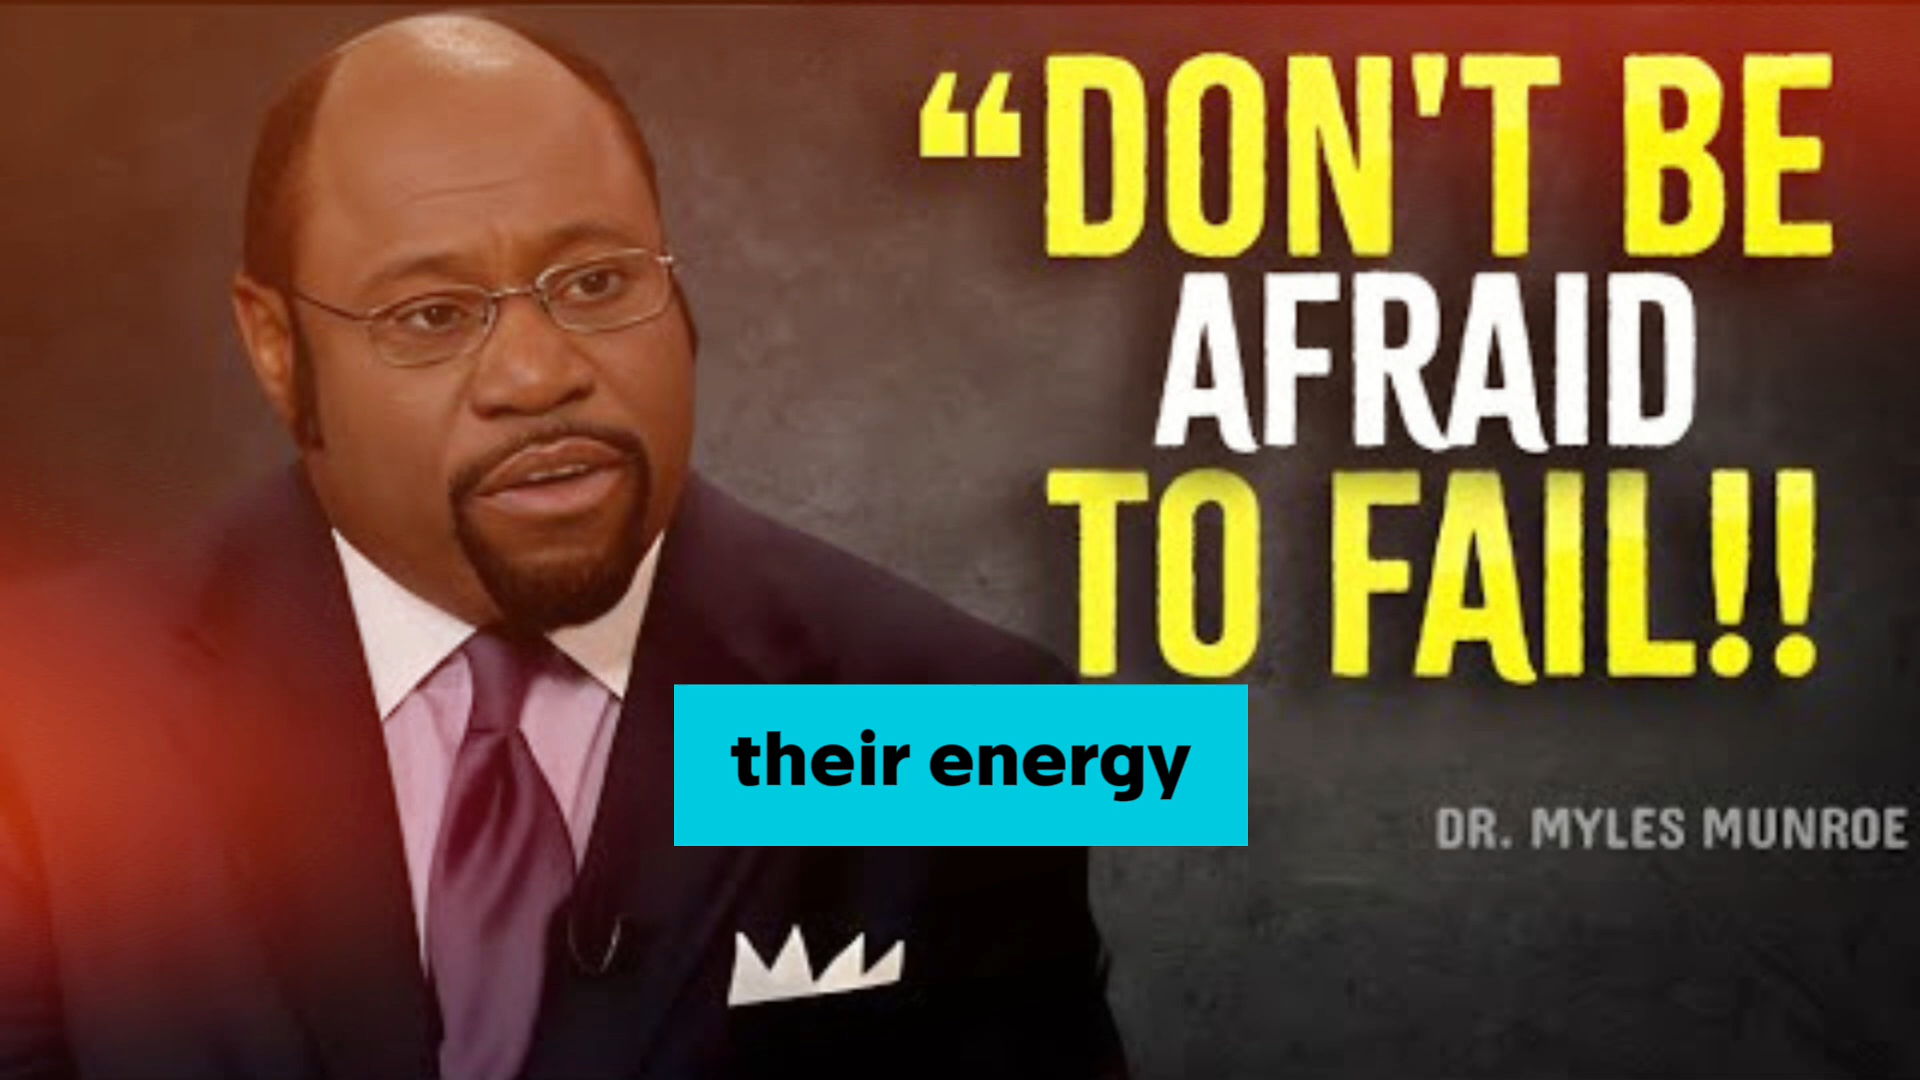 “DON'T BE
AFRAID
TO FAIL!!
their energy
DR. MYLES MUNROE